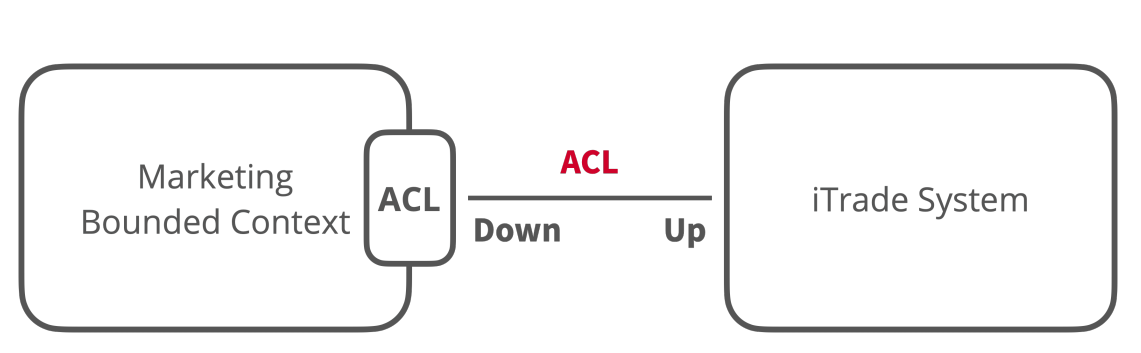 Marketing
Bounded Context
ACL
ACL
Down
Up
iTrade System